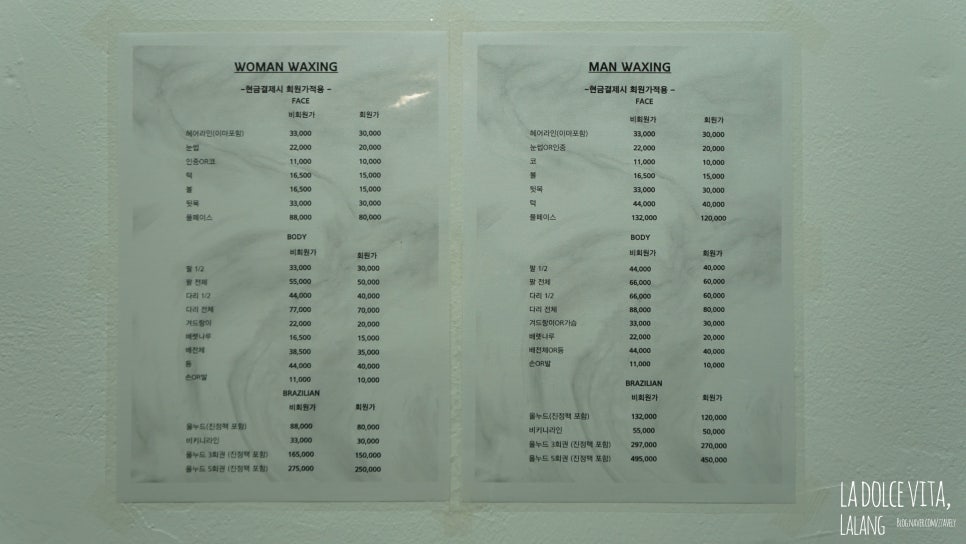 WOMAN WAXING
-현금결제시 회원가적용 -
FACE
비회원가 회원가
헤어라인(이마포함) 33,000 30,000
눈썹 22,000 20,000
인중OR코 11,000 10,000
턱 16,500 15,000
볼 16,500 15,000
뒷목 33,000 30,000
풀페이스 88,000 80,000
BODY
비회원가 회원가
팔 1/2 33,000 30,000
팔 전체 55,000 50,000
다리 1/2 44,000 40,000
다리 전체 77,000 70,000
겨드랑이 22,000 20,000
배렛나루 16,500 15,000
배전체 38,500 35,000
등 44,000 40,000
손OR발 11,000 10,000
BRAZILIAN
비회원가 회원가
올누드(진정팩 포함) 88,000 80,000
비키니라인 33,000 30,000
올누드 3회권 (진정팩 포함) 165,000 150,000
올누드 5회권 (진정팩 포함) 275,000 250,000
MAN WAXING
-현금결제시 회원가적용 -
FACE
비회원가 회원가
헤어라인(이마포함) 33,000 30,000
눈썹OR인중 22,000 20,000
코 11,000 10,000
볼 16,500 15,000
뒷목 33,000 30,000
턱 44,000 40,000
풀페이스 132,000 120,000
BODY
비회원가 회원가
팔 1/2 44,000 40,000
팔 전체 66,000 60,000
다리 1/2 66,000 60,000
다리 전체 88,000 80,000
겨드랑이OR가슴 33,000 30,000
배렛나루 22,000 20,000
배전체OR등 44,000 40,000
손OR발 11,000 10,000
BRAZILIAN
비회원가 회원가
올누드(진정팩 포함) 132,000 120,000
비키니라인 55,000 50,000
올누드 3회권 (진정팩 포함) 297,000 270,000
올누드 5회권 (진정팩 포함) 495,000 450,000
LA DOLCE VITA,
LALANG BLOG.NAVER.COM/ZTAVELY